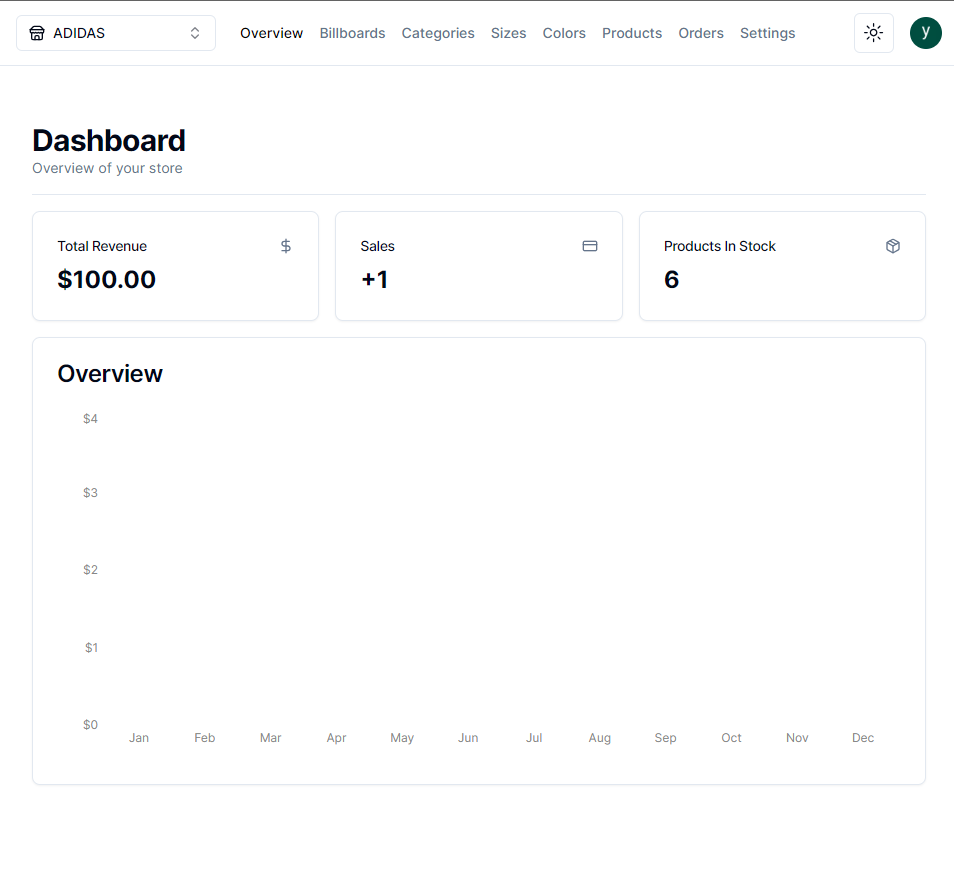 ADIDAS Overview Billboards Categories Sizes Colors Products Orders Settings y
Dashboard
Overview of your store
Total Revenue $
$100.00
Sales
+1
Products In Stock
6
Overview
$4
$3
$2
$1
$0
Jan Feb Mar Apr May Jun Jul Aug Sep Oct Nov Dec